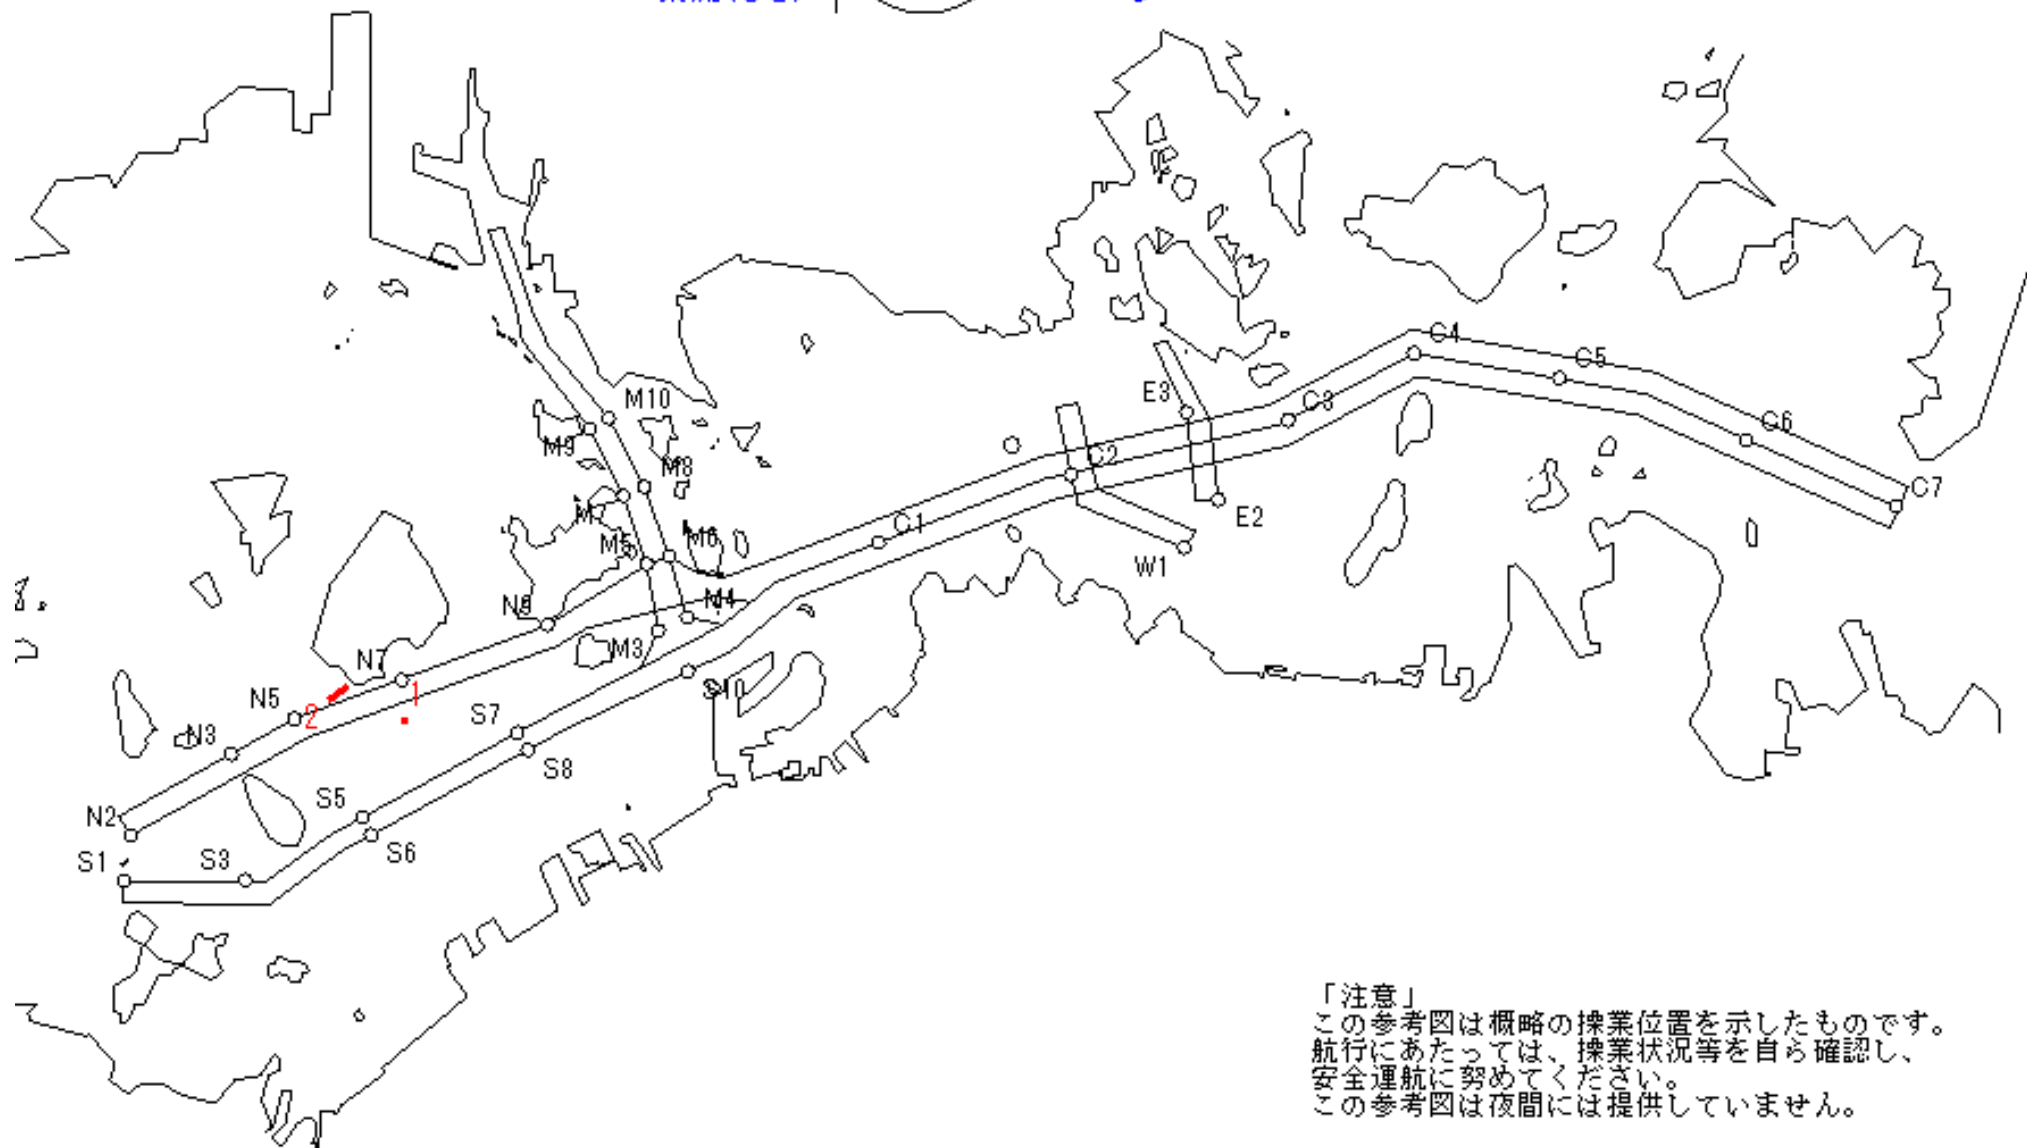 C4
C5
E3
M10
C3
C6
M9
C2
M8
C7
M7
E2
C1
M5
M6
W1
N9
M4
M3
N7
S10
N5
1
2
S7
N3
S8
S5
N2
S6
S1
S3
「注意」
この参考図は概略の操業位置を示したものです。
航行にあたっては、操業状況等を自ら確認し、
安全運航に努めてください。
この参考図は夜間には提供していません。